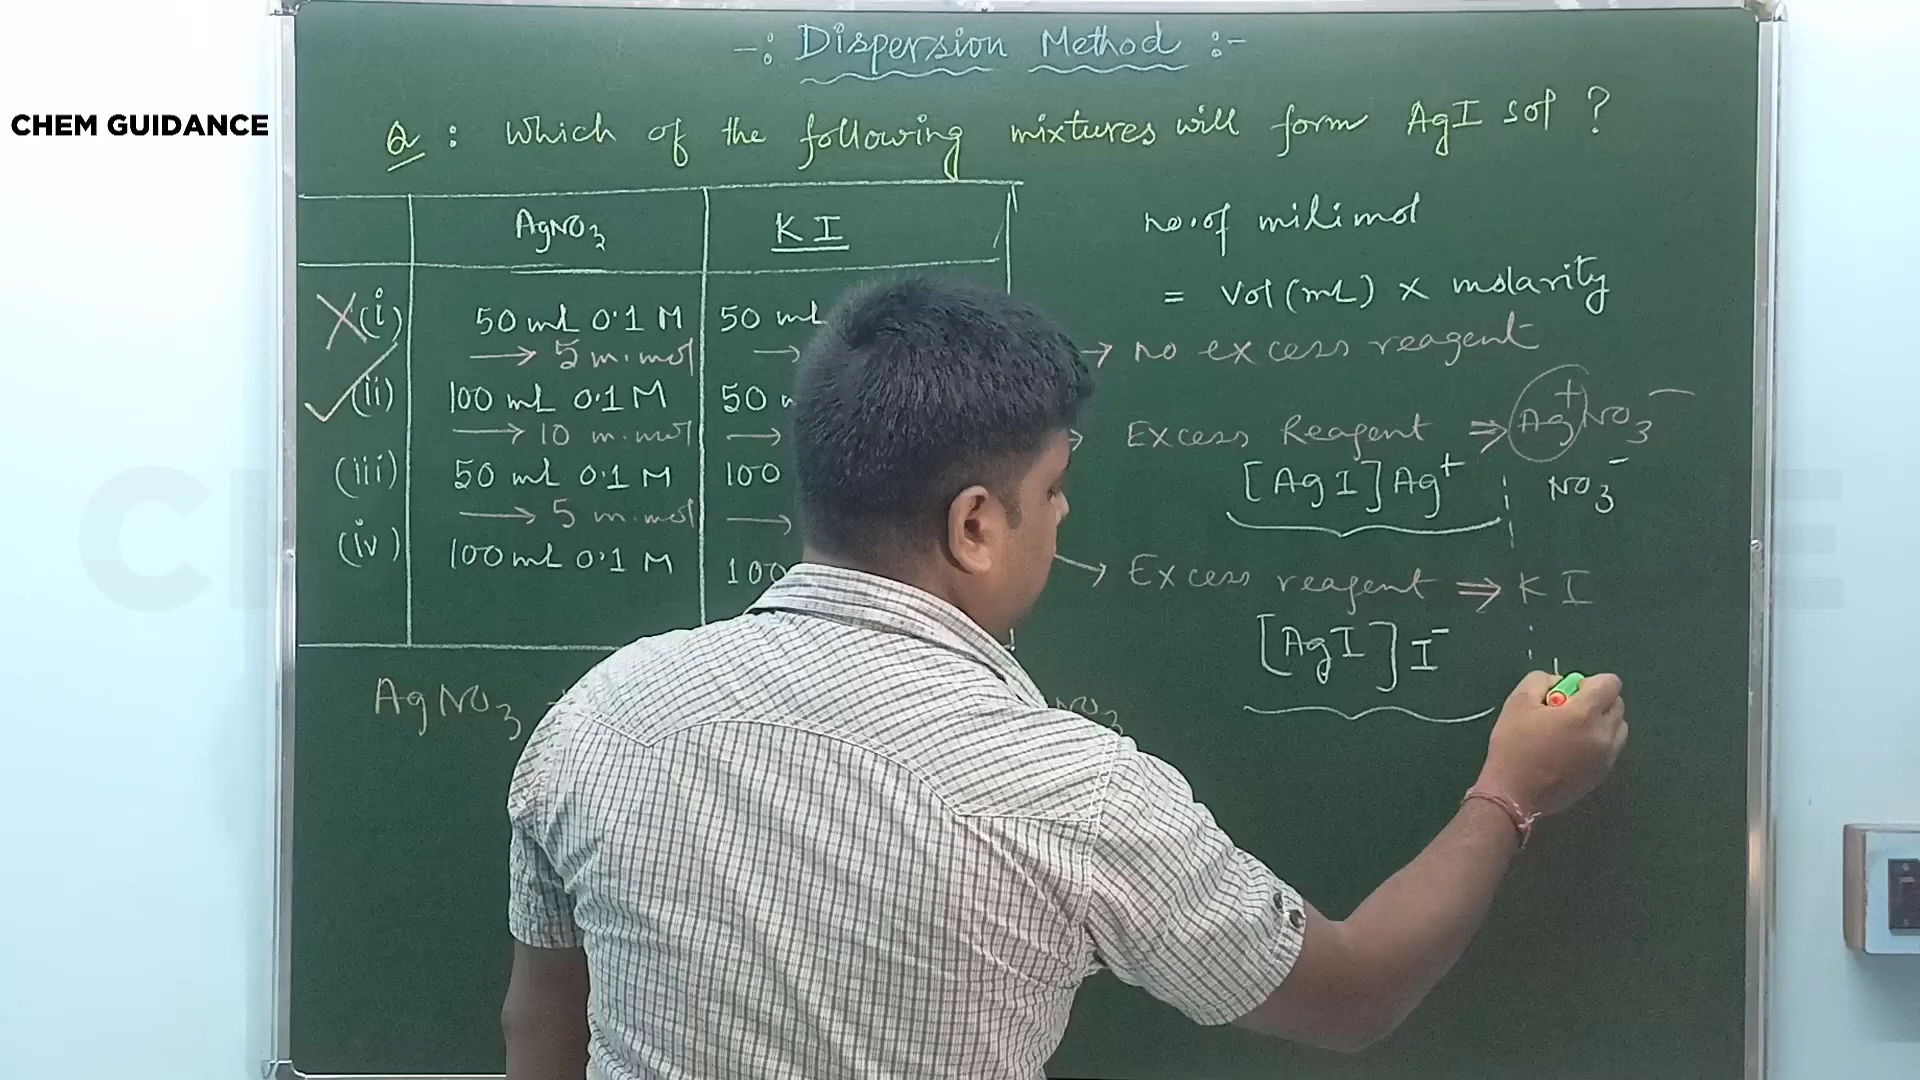 -: Dispersion Method :-
CHEM GUIDANCE
Q : Which of the following mixtures will form AgI sol ?
AgNO3 KI
(i) 50 mL 0.1 M 50 mL
→ 5 m.mol →
(ii) 100 mL 0.1 M 50
→ 10 m.mol →
(iii) 50 mL 0.1 M 100
→ 5 m.mol →
(iv) 100 mL 0.1 M 100
AgNO3
NO3
no. of milimol
= Vol (mL) × molarity
→ no excess reagent
Excess Reagent ⇒ Ag+NO3-
[AgI]Ag+ NO3-
→ Excess reagent ⇒ KI
[AgI]I-